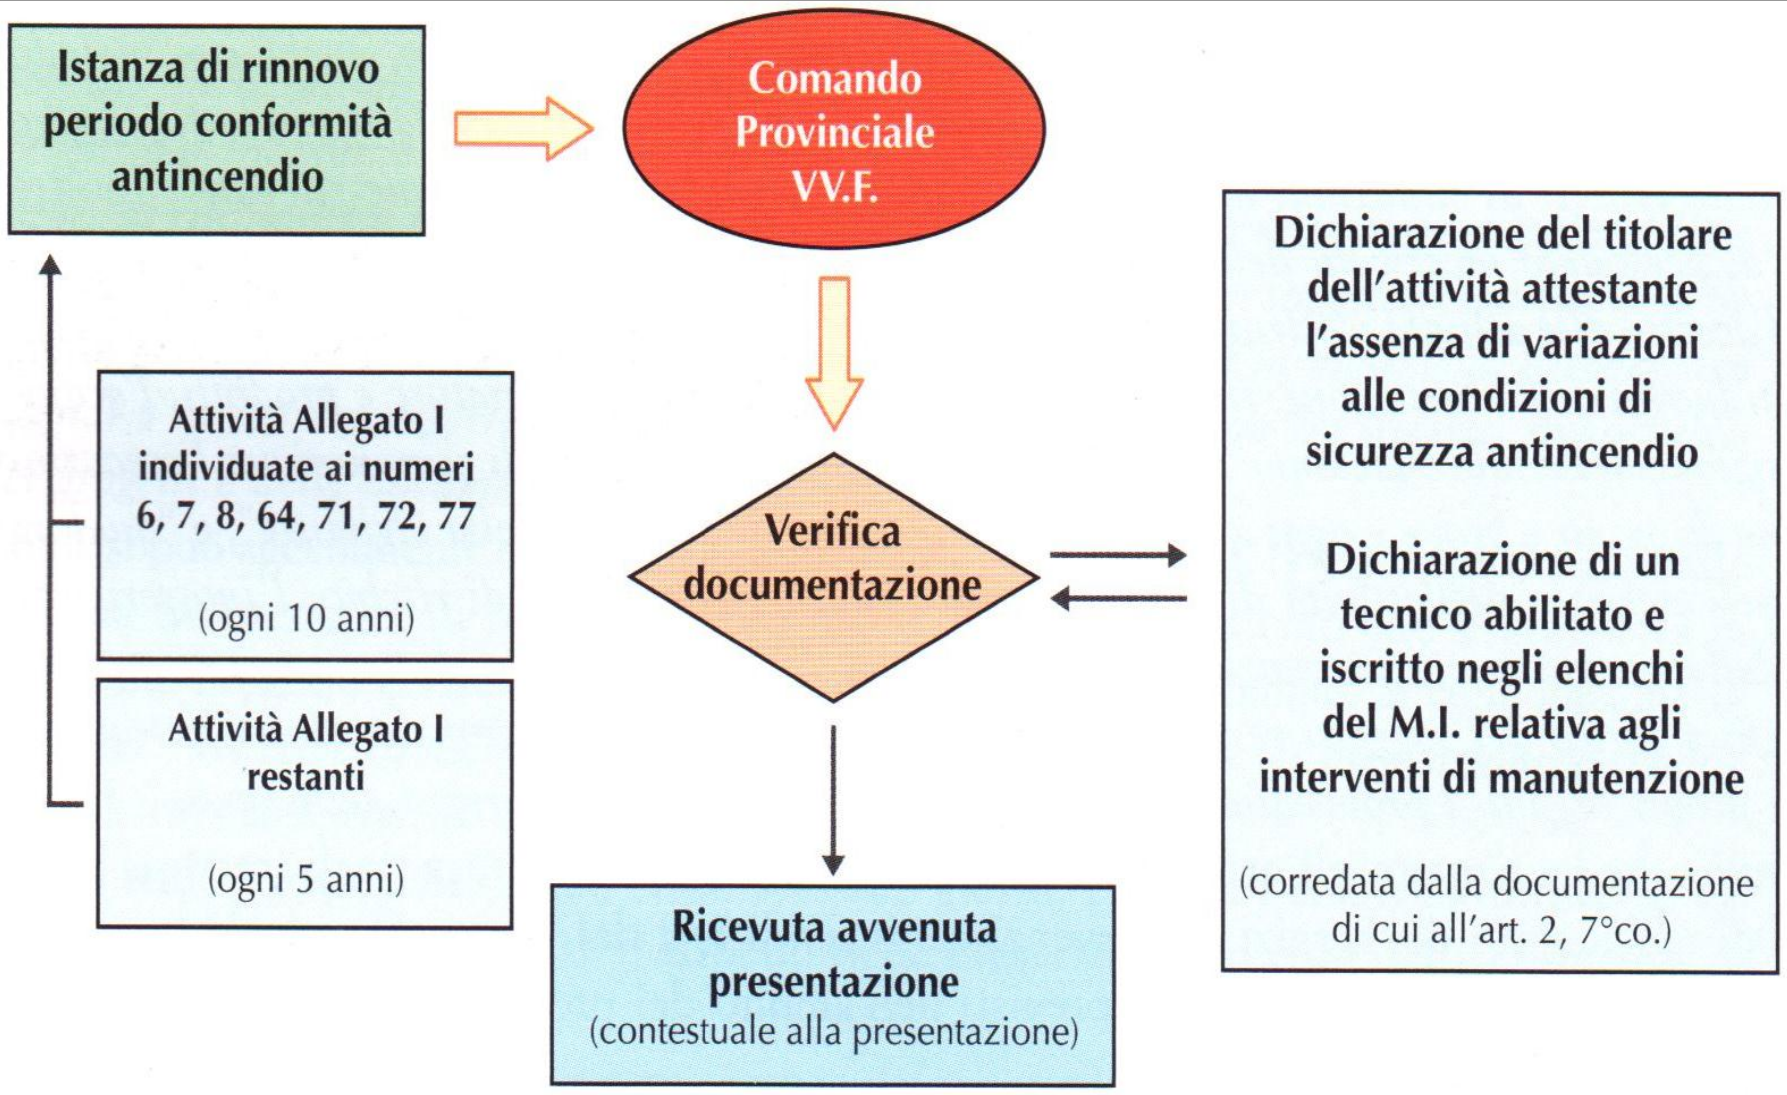 Istanza di rinnovo
periodo conformità
antincendio
Comando
Provinciale
VV.F.
Attività Allegato I
individuate ai numeri
6, 7, 8, 64, 71, 72, 77
(ogni 10 anni)
Attività Allegato I
restanti
(ogni 5 anni)
Verifica
documentazione
Dichiarazione del titolare
dell'attività attestante
l'assenza di variazioni
alle condizioni di
sicurezza antincendio
Dichiarazione di un
tecnico abilitato e
iscritto negli elenchi
del M.I. relativa agli
interventi di manutenzione
(corredata dalla documentazione
di cui all'art. 2, 7°co.)
Ricevuta avvenuta
presentazione
(contestuale alla presentazione)